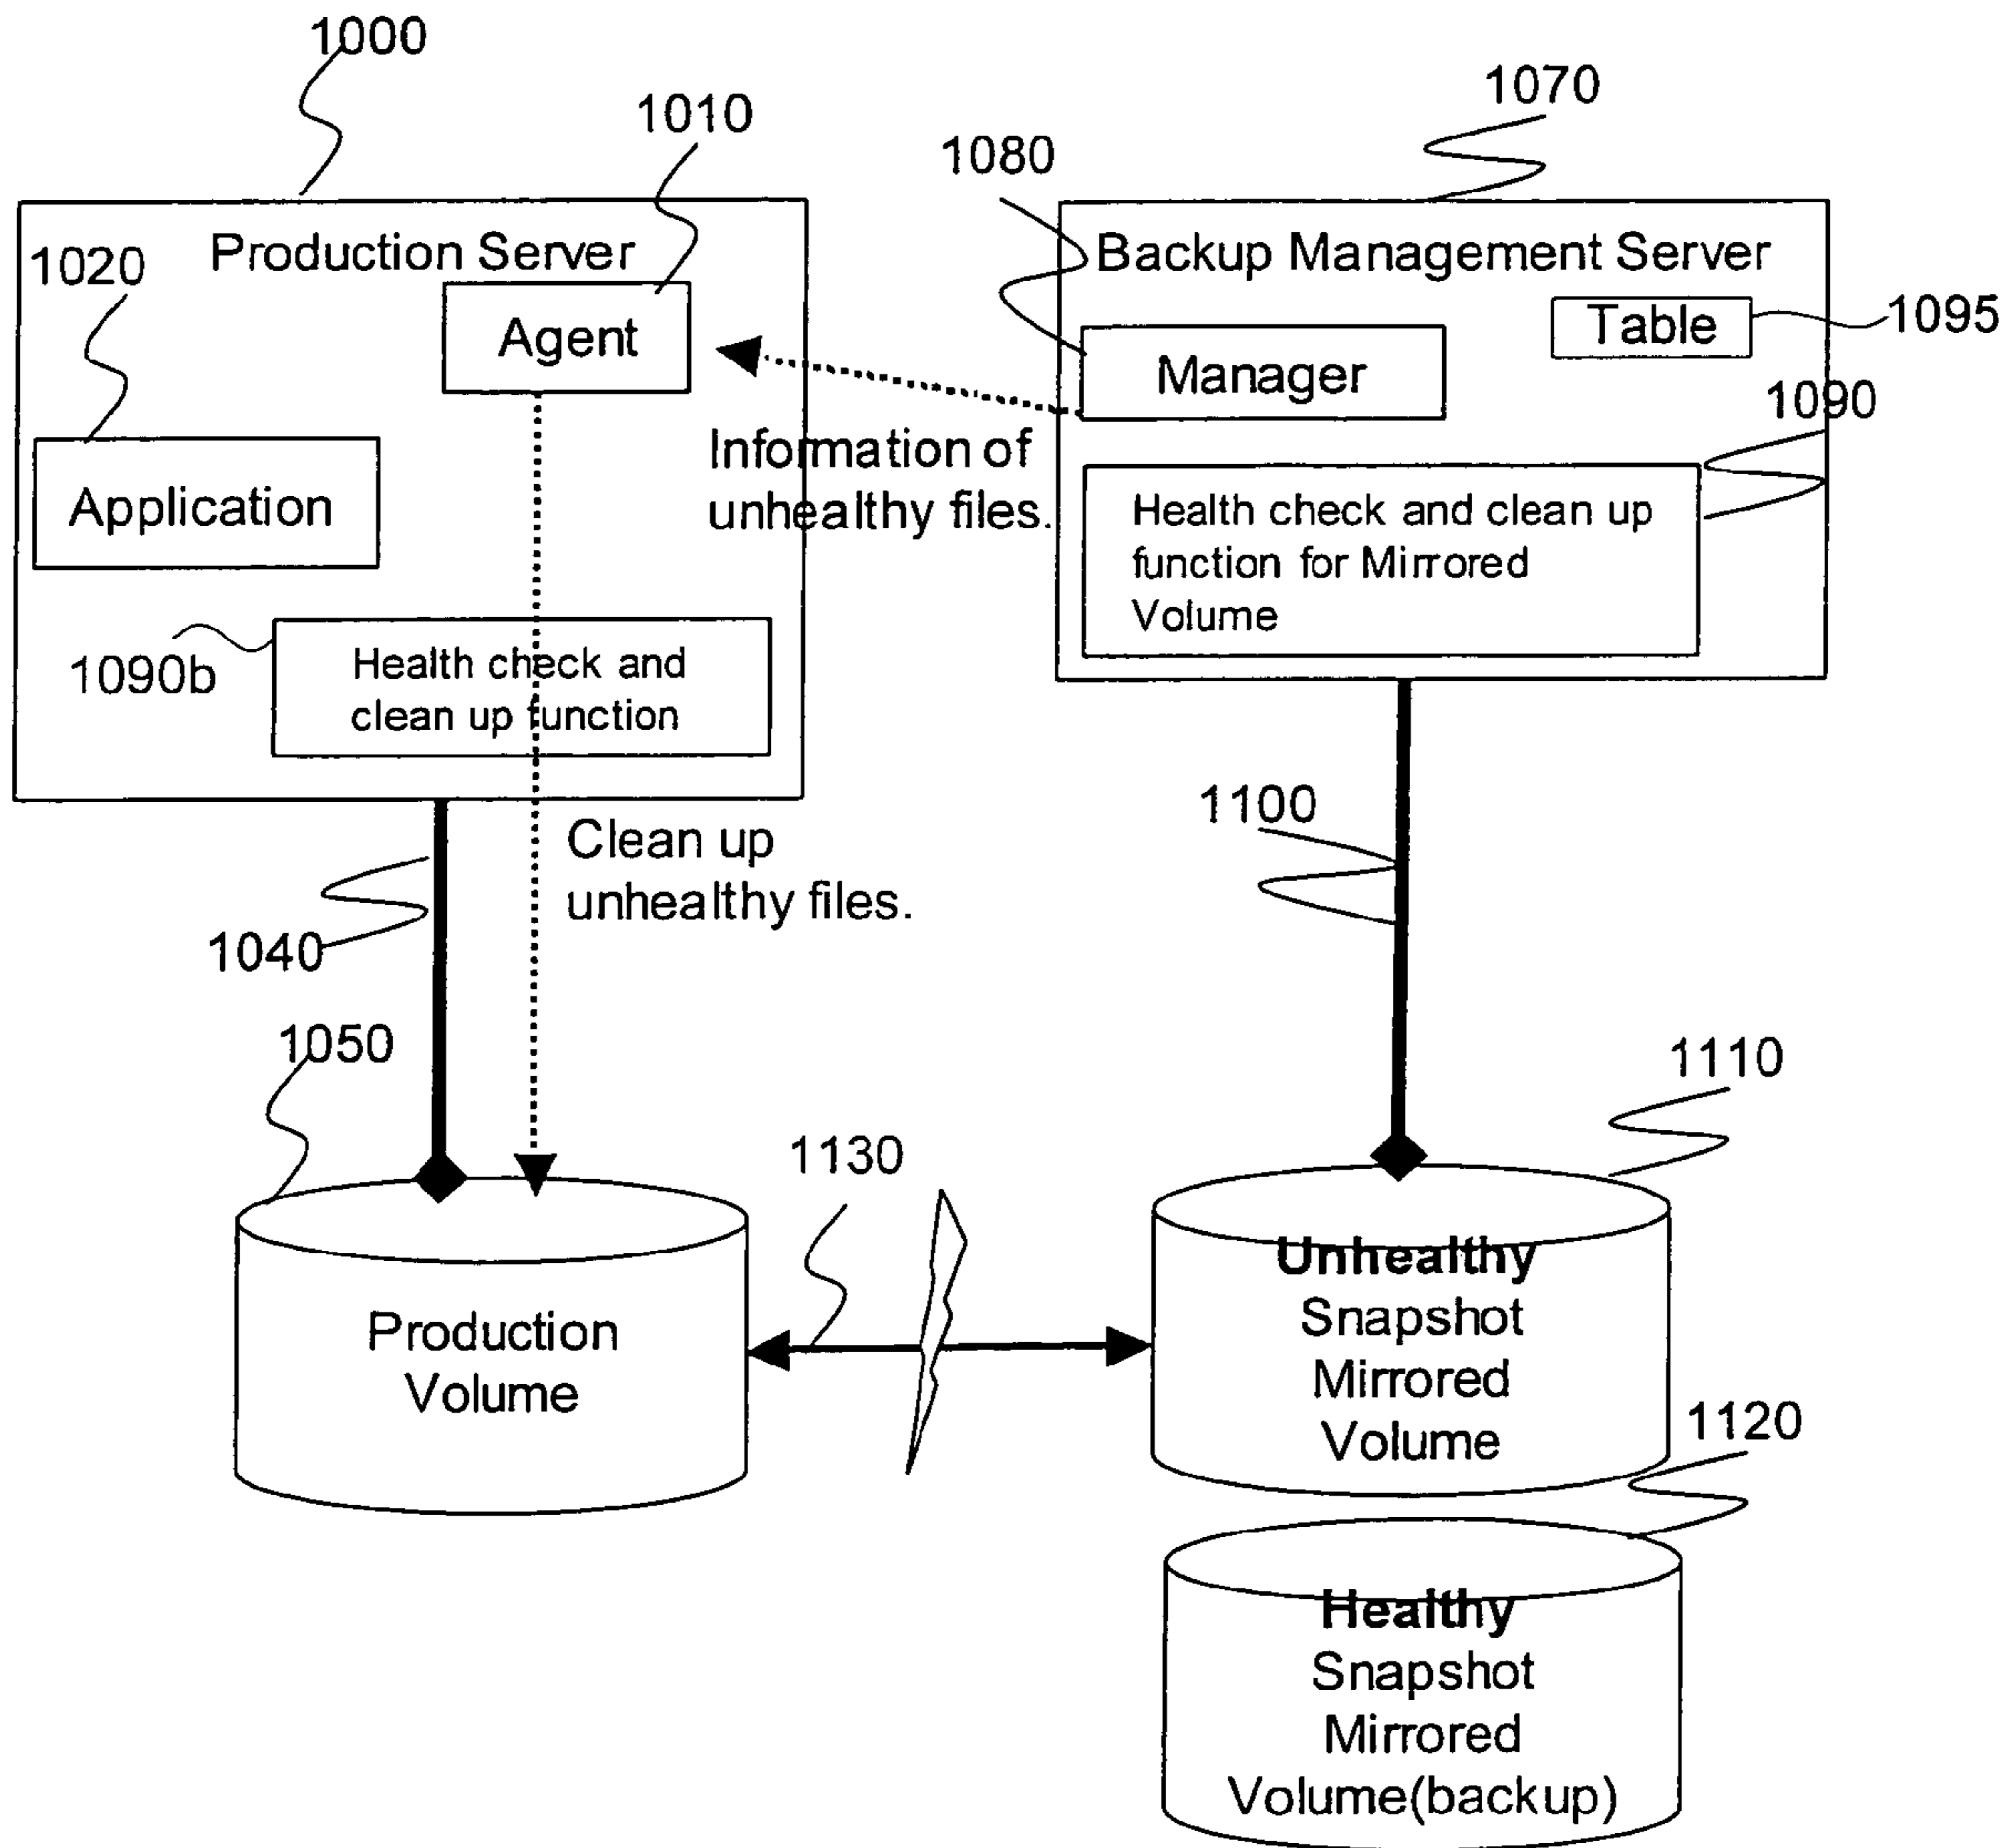 1000
1010
1070
1080
Production Server
1020
Agent
Application
1090b
Health check and
clean up function
Information of
unhealthy files.
Backup Management Server
Table
1095
Manager
1090
Health check and clean up
function for Mirrored
Volume
Clean up
unhealthy files.
1040
1100
1050
1110
1130
Production
Volume
Unhealthy
Snapshot
Mirrored
Volume
1120
Healthy
Snapshot
Mirrored
Volume(backup)